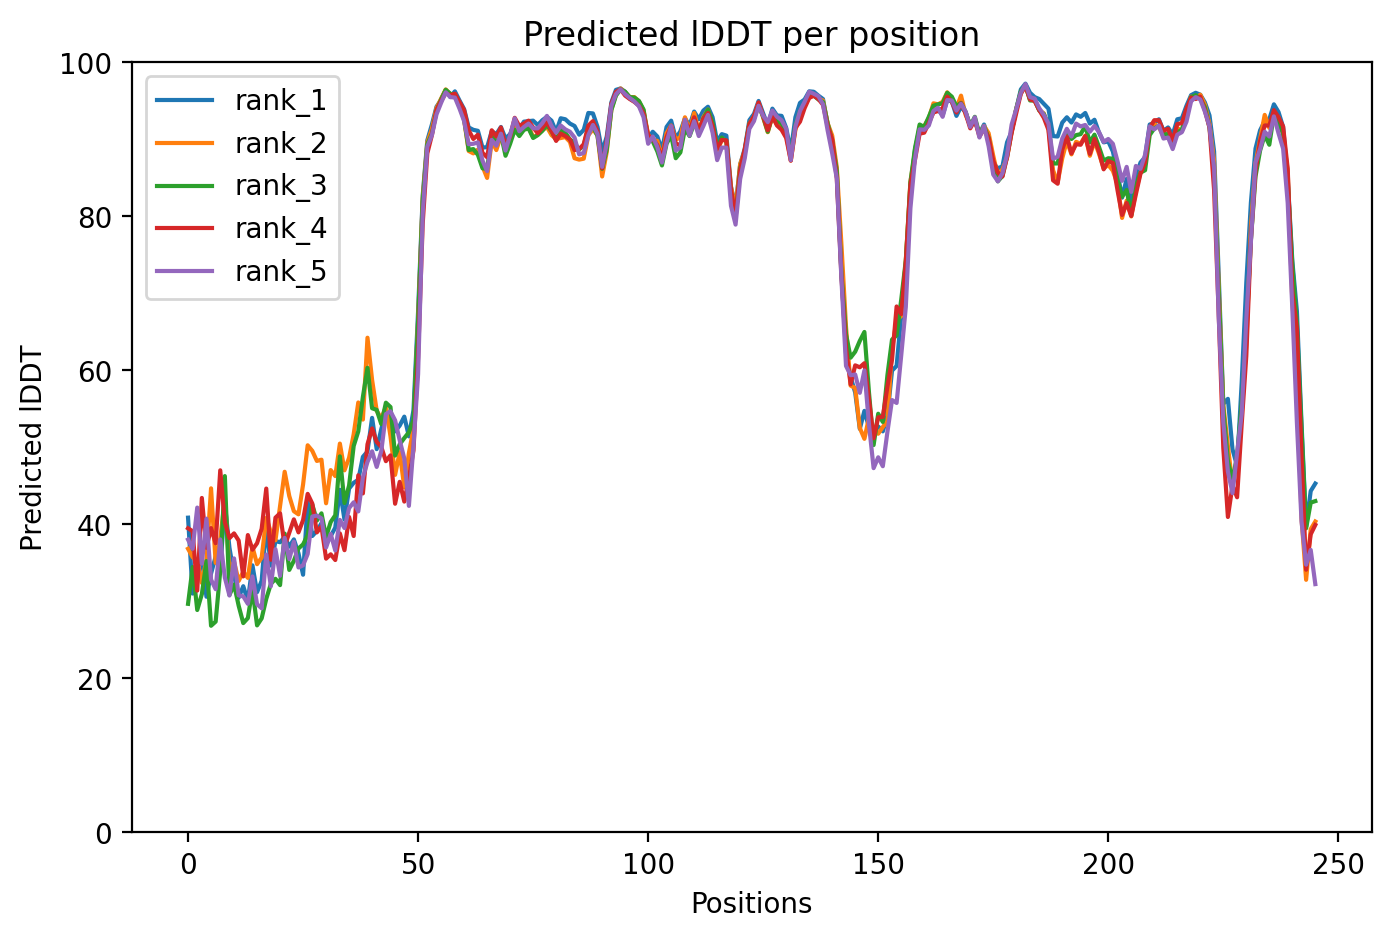 Predicted lDDT per position
100
80
60
40
20
0
Predicted lDDT
rank_1
rank_2
rank_3
rank_4
rank_5
0 50 100 150 200 250
Positions